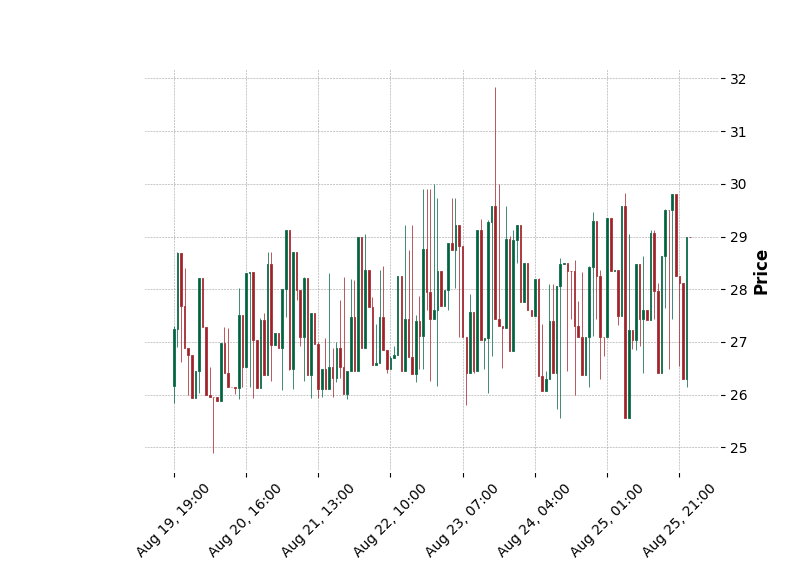 32
31
30
29
28
27
26
25
Price
Aug 19, 19:00
Aug 20, 16:00
Aug 21, 13:00
Aug 22, 10:00
Aug 23, 07:00
Aug 24, 04:00
Aug 25, 01:00
Aug 25, 21:00